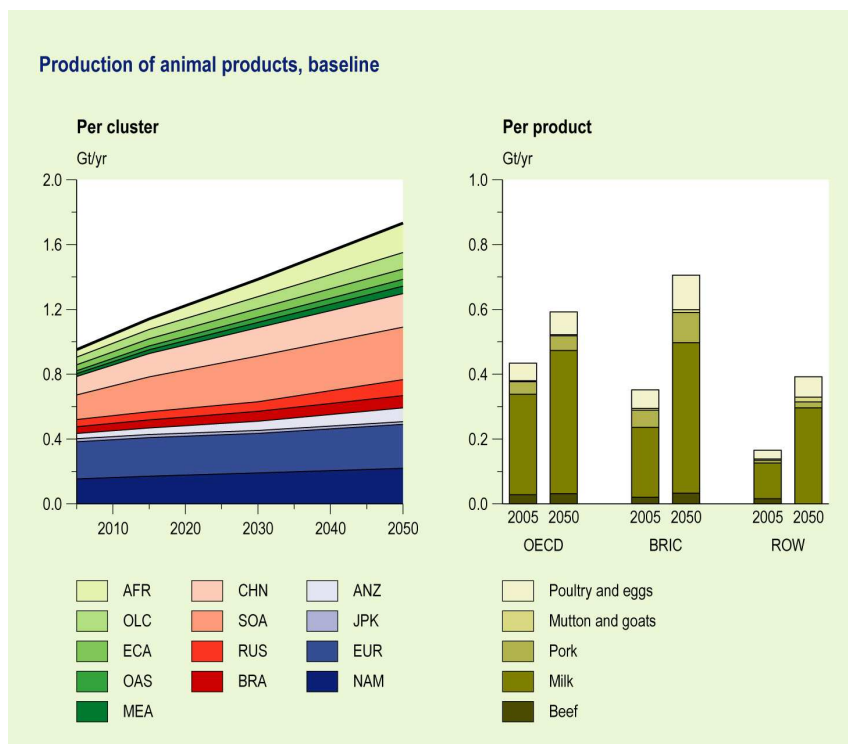 Production of animal products, baseline
Per cluster
Gt/yr
2.0
1.6
1.2
0.8
0.4
0.0
2010 2020 2030 2040 2050
AFR
OLC
ECA
OAS
MEA
CHN
SOA
RUS
BRA
ANZ
JPK
EUR
NAM
Per product
Gt/yr
1.0
0.8
0.6
0.4
0.2
0.0
2005 2050 2005 2050 2005 2050
OECD BRIC ROW
Poultry and eggs
Mutton and goats
Pork
Milk
Beef